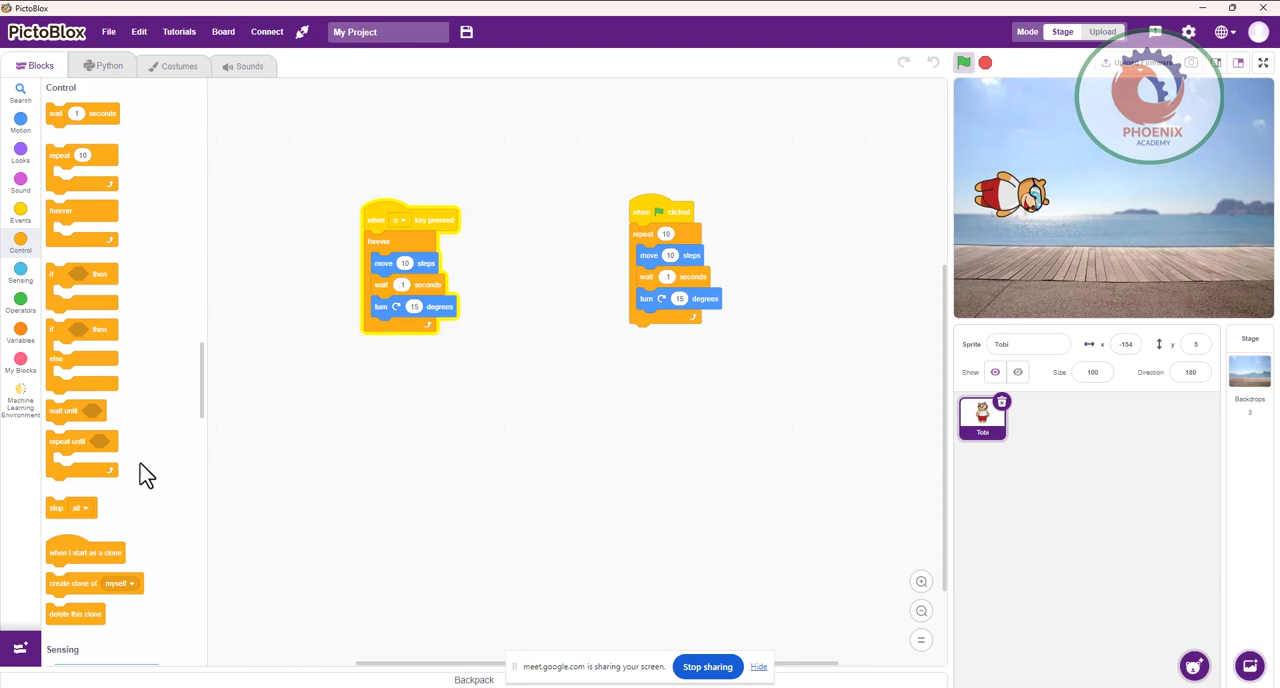 PictoBlox
PictoBlox File Edit Tutorials Board Connect My Project Mode Stage Upload
Blocks Python Costumes Sounds Upload Firmware
Search
Motion
Looks
Sound
Events
Control
Sensing
Operators
Variables
My Blocks
Machine
Learning
Environment
Control
wait 1 seconds
repeat 10
forever
if then
if then
else
wait until
repeat until
stop all
when I start as a clone
create clone of myself
delete this clone
Sensing
when key pressed
forever
move 10 steps
wait 1 seconds
turn 15 degrees
when clicked
repeat 10
move 10 steps
wait 1 seconds
turn 15 degrees
PHOENIX
ACADEMY
Sprite Tobi x -154 y 5
Show Size 100 Direction 180
Tobi
Stage
Backdrops
3
meet.google.com is sharing your screen. Stop sharing Hide
Backpack